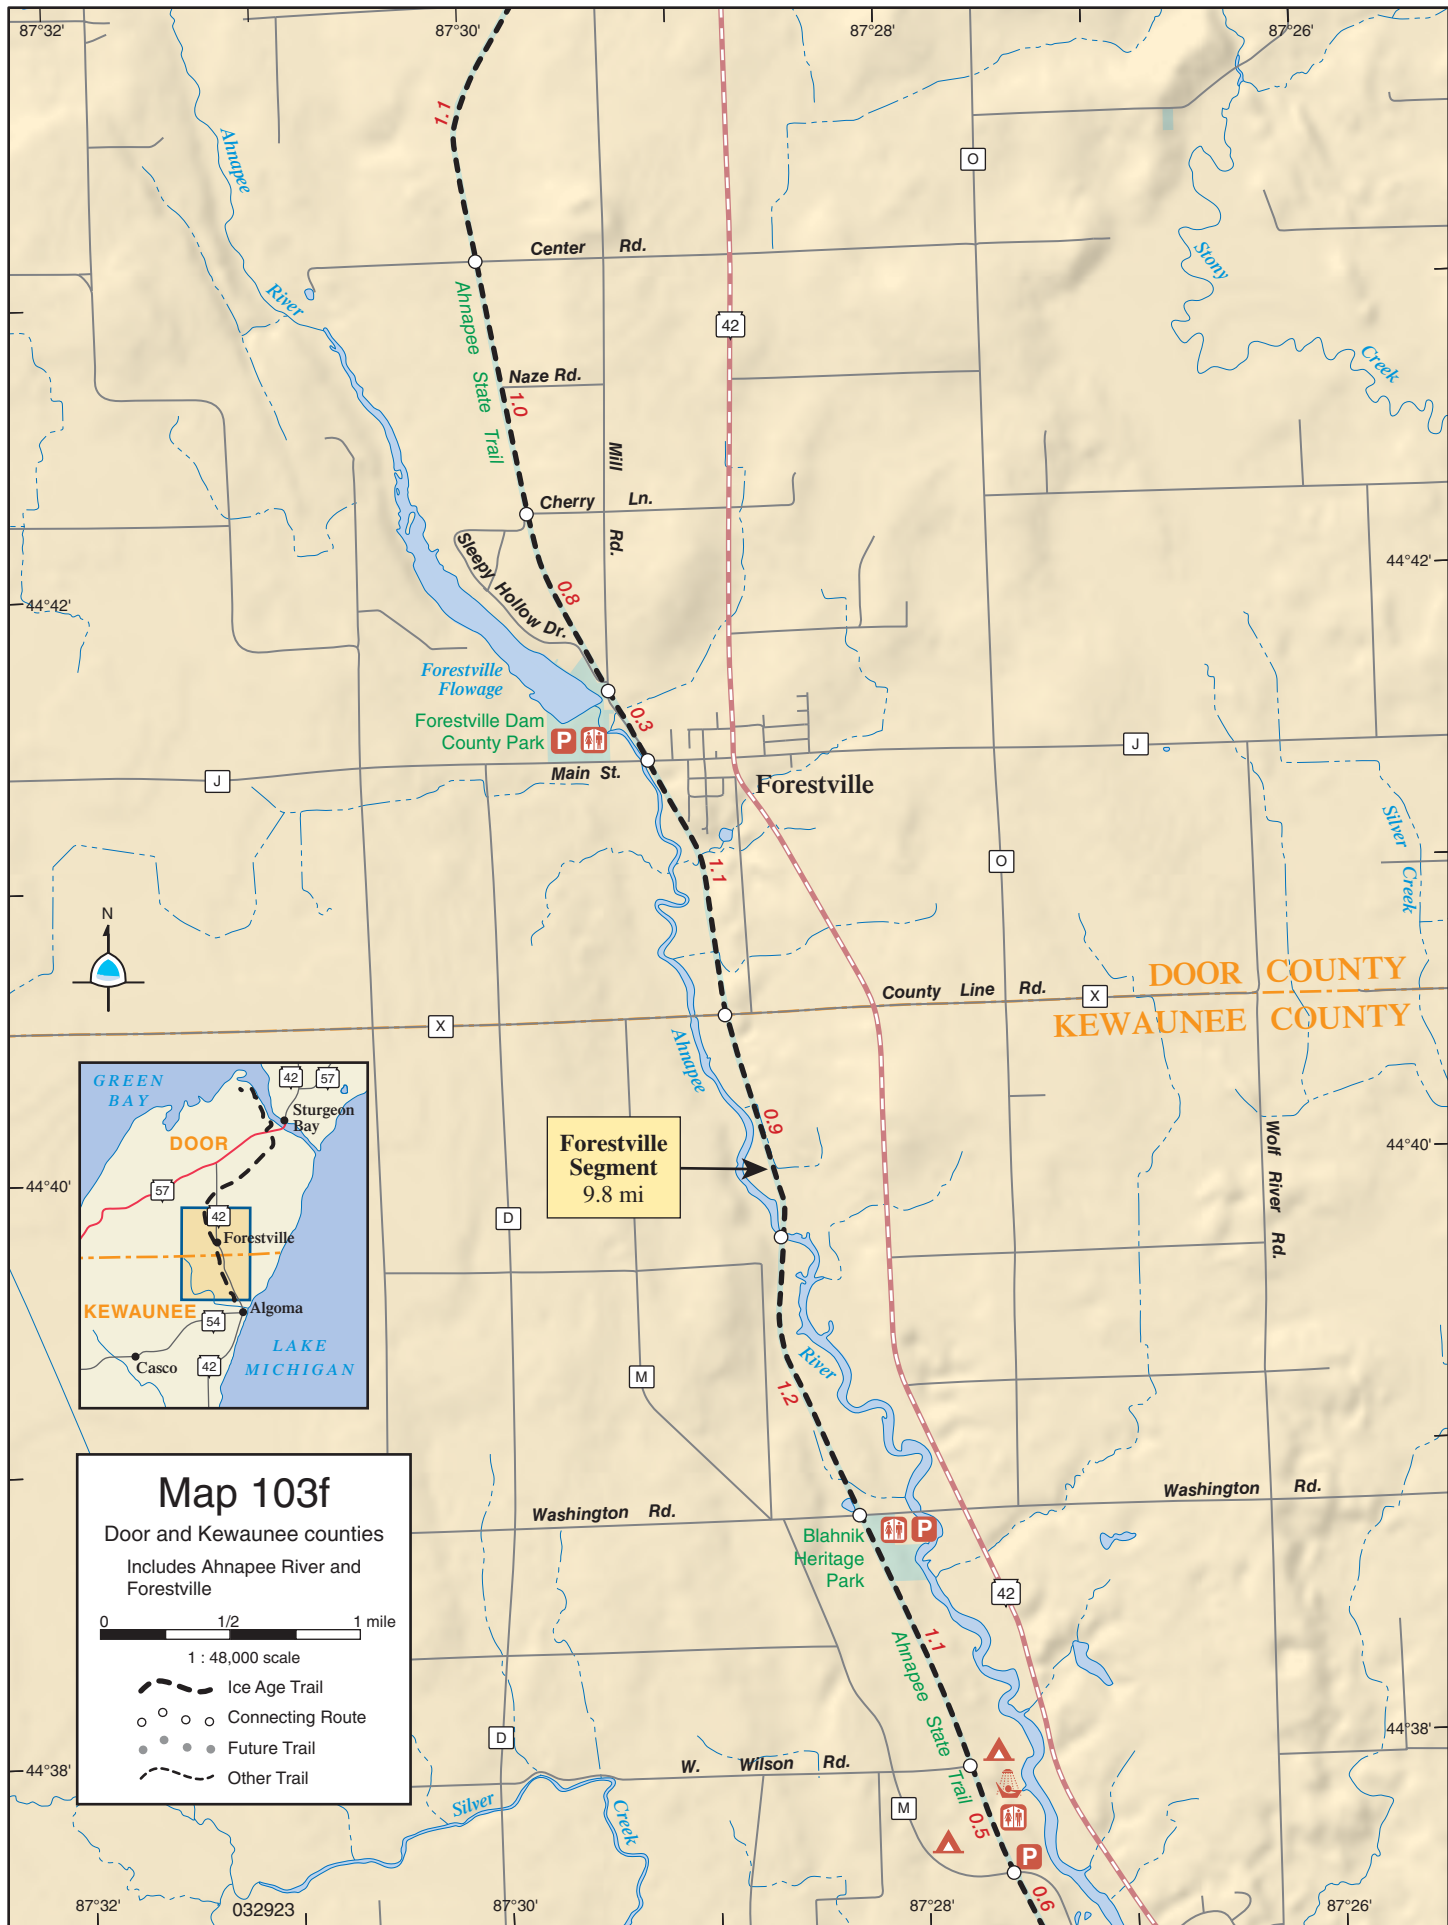 87°32'
87°30'
87°28'
87°26'
1.1
Ahnapee
O
Center Rd.
Stony
River
Ahnapee State Trail
42
Creek
Naze Rd.
1.0
Mill Rd.
Cherry Ln.
Sleepy Hollow Dr.
44°42'
0.8
44°42'
Forestville
Flowage
Forestville Dam
County Park
P
0.3
J
J
Main St.
Forestville
Silver Creek
1.1
O
N
DOOR COUNTY
County Line Rd.
X
X
KEWAUNEE COUNTY
Ahnapee
GREEN
BAY
42
57
Sturgeon
Bay
DOOR
57
42
Forestville
KEWAUNEE
Algoma
54
LAKE
MICHIGAN
Casco
42
0.9
Forestville
Segment
9.8 mi
Wolf River Rd.
44°40'
44°40'
D
River
M
1.2
Map 103f
Door and Kewaunee counties
Includes Ahnapee River and
Forestville
0 1/2 1 mile
1 : 48,000 scale
Ice Age Trail
Connecting Route
Future Trail
Other Trail
Washington Rd.
Washington Rd.
Blahnik
Heritage
Park
P
42
1.1
Ahnapee State Trail
D
44°38'
44°38'
W. Wilson Rd.
Silver Creek
M
0.5
P
0.6
87°32'
032923
87°30'
87°28'
87°26'